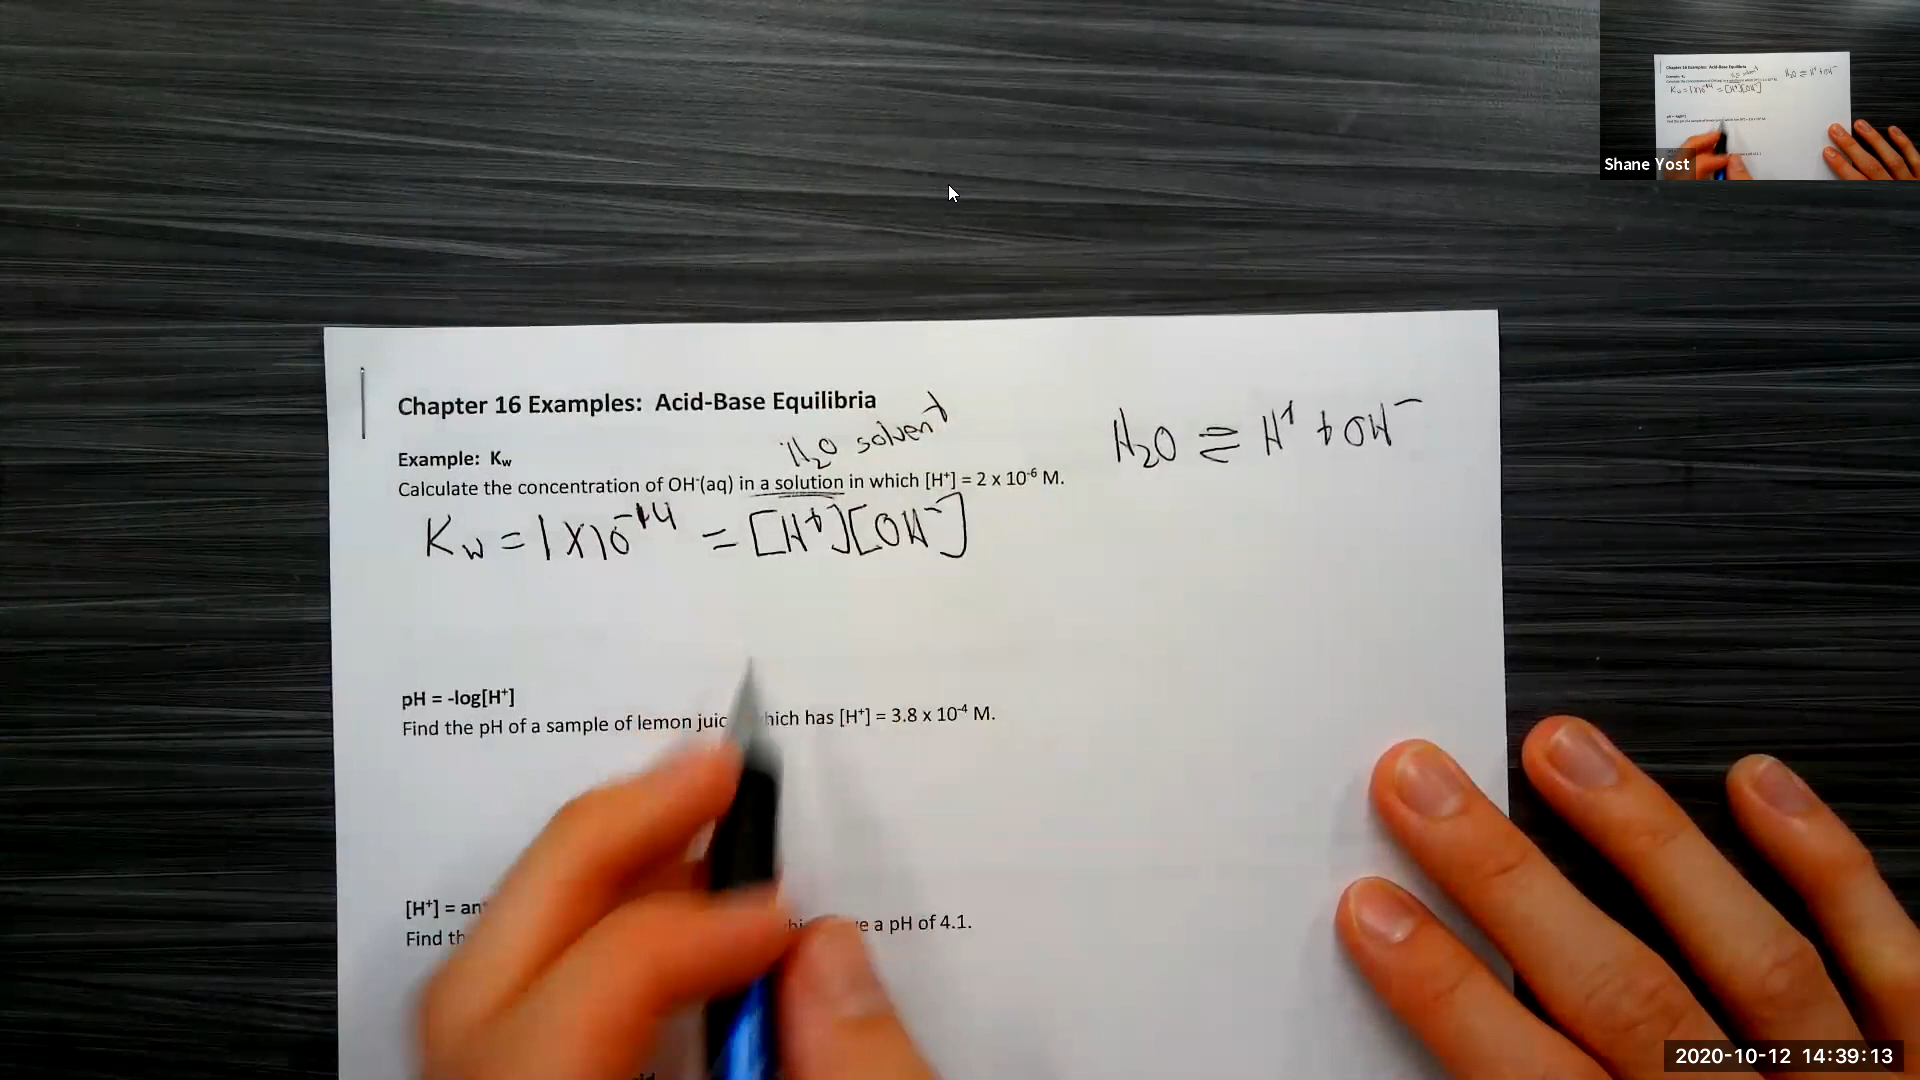 Shane Yost
Chapter 16 Examples: Acid-Base Equilibria
H₂O solvent
H₂O ⇌ H⁺ + OH⁻
Example: Kw
Calculate the concentration of OH⁻(aq) in a solution in which [H⁺] = 2 x 10⁻⁶ M.
Kw = 1 X 10⁻¹⁴ = [H⁺][OH⁻]
pH = -log[H⁺]
Find the pH of a sample of lemon juic hich has [H⁺] = 3.8 x 10⁻⁴ M.
[H⁺] = an
Find th e a pH of 4.1.
2020-10-12 14:39:13